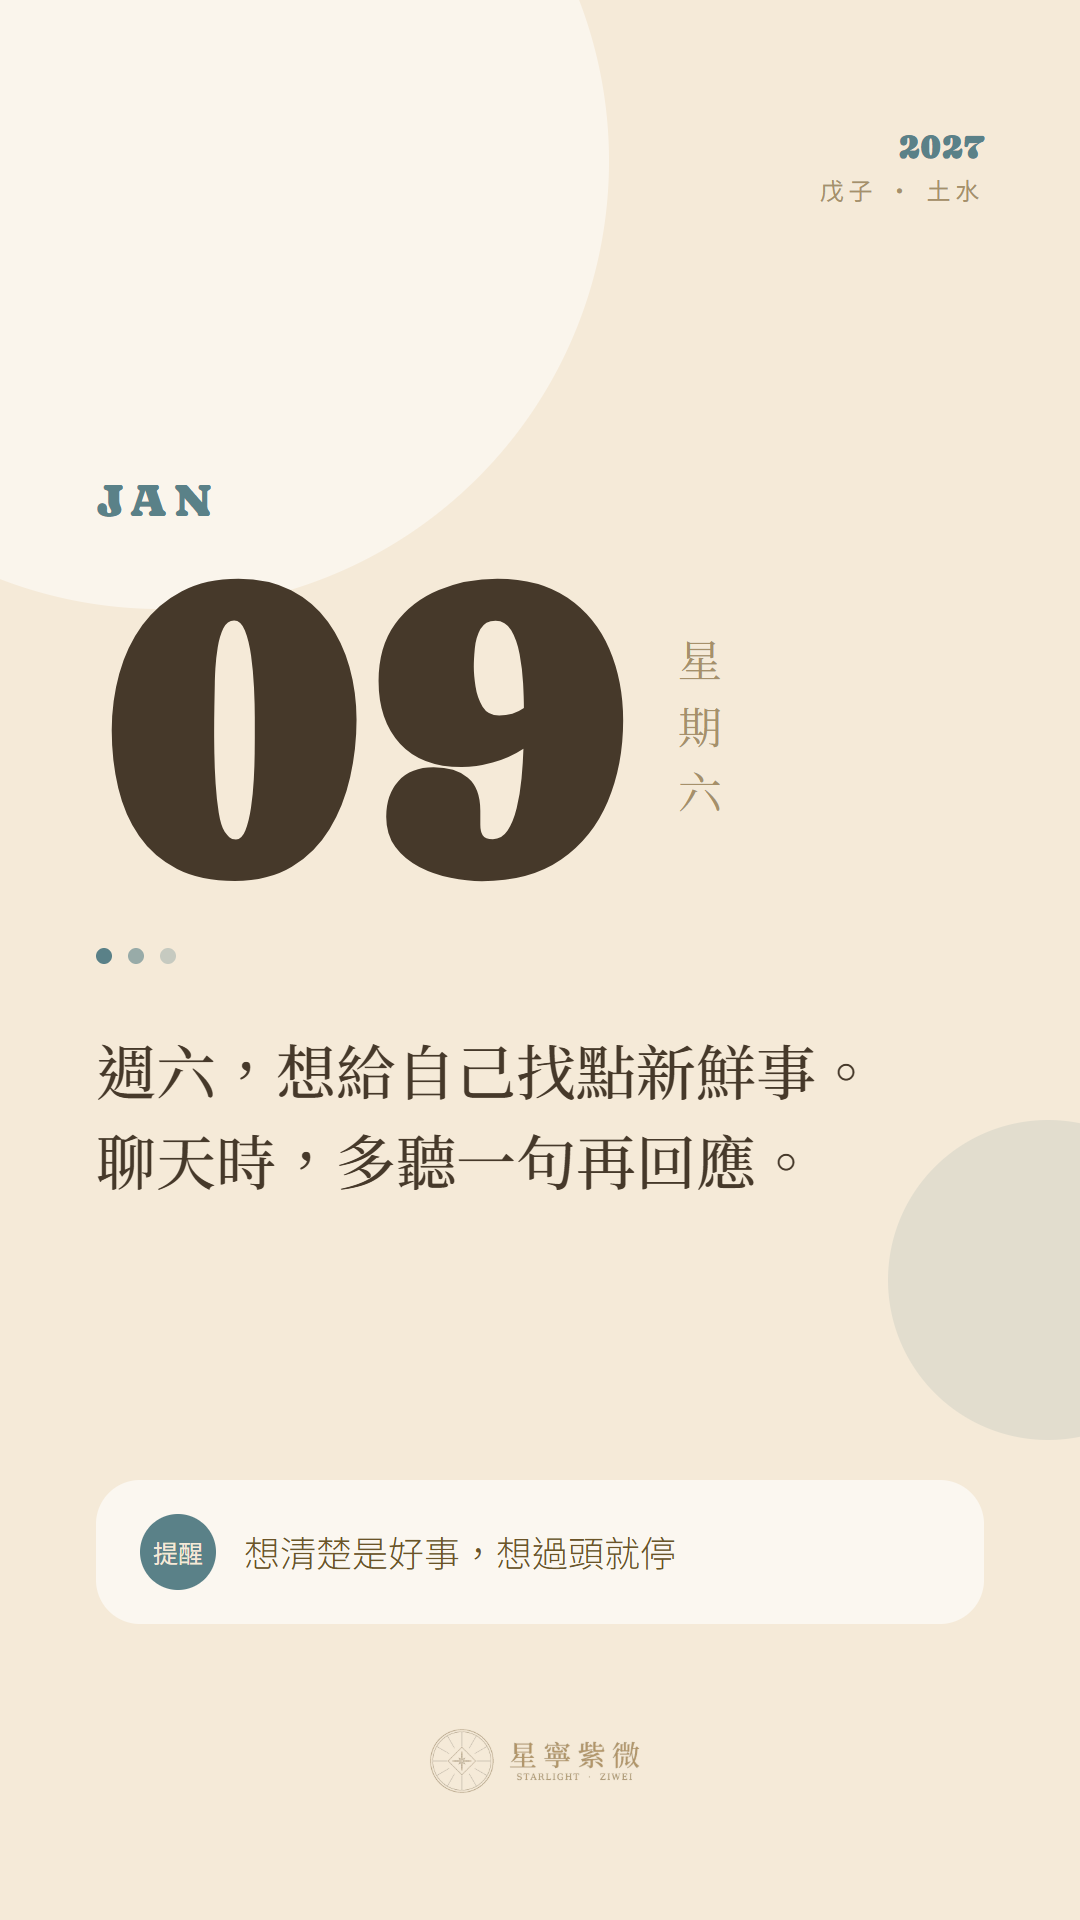 2027
戊子 · 土水
JAN
09
星期六
週六，想給自己找點新鮮事。
聊天時，多聽一句再回應。
提醒
想清楚是好事，想過頭就停
星寧紫微
STARLIGHT · ZIWEI